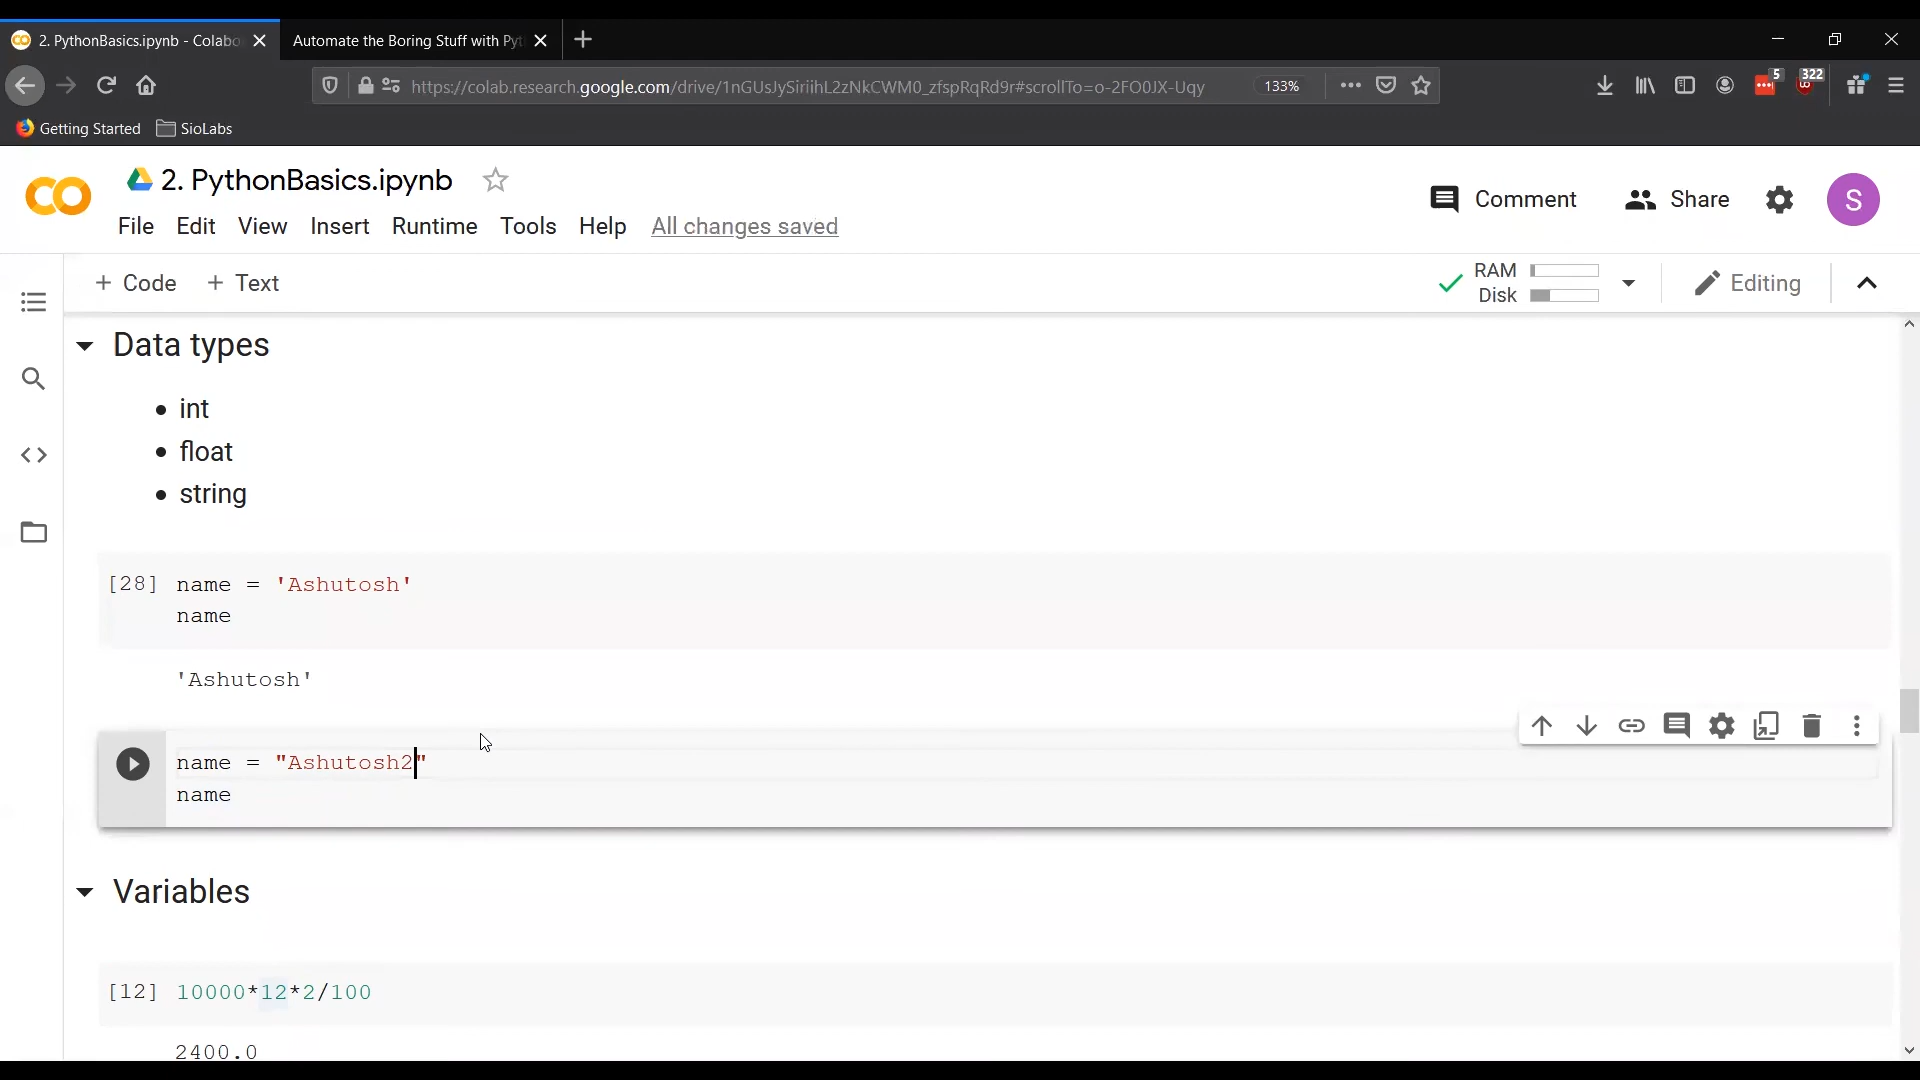 2. PythonBasics.ipynb - Colabo
Automate the Boring Stuff with Pyt
https://colab.research.google.com/drive/1nGUsJySiriihL2zNkCWM0_zfspRqRd9r#scrollTo=o-2FO0JX-Uqy
133%
5
322
Getting Started
SioLabs
2. PythonBasics.ipynb
Comment
Share
S
File Edit View Insert Runtime Tools Help All changes saved
+ Code + Text
RAM
Disk
Editing
Data types
• int
• float
• string
[28] name = 'Ashutosh'
name
'Ashutosh'
name = "Ashutosh2"
name
Variables
[12] 10000*12*2/100
2400.0